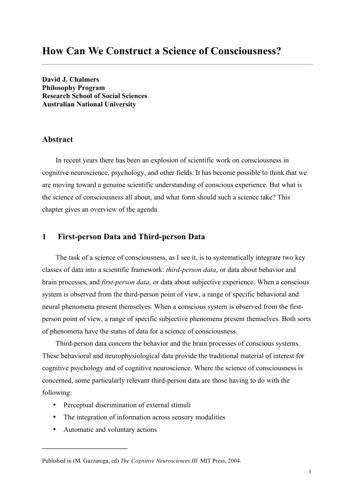 How Can We Construct a Science of Consciousness?
David J. Chalmers
Philosophy Program
Research School of Social Sciences
Australian National University
Abstract
In recent years there has been an explosion of scientific work on consciousness in
cognitive neuroscience, psychology, and other fields. It has become possible to think that we
are moving toward a genuine scientific understanding of conscious experience. But what is
the science of consciousness all about, and what form should such a science take? This
chapter gives an overview of the agenda.
1 First-person Data and Third-person Data
The task of a science of consciousness, as I see it, is to systematically integrate two key
classes of data into a scientific framework: third-person data, or data about behavior and
brain processes, and first-person data, or data about subjective experience. When a conscious
system is observed from the third-person point of view, a range of specific behavioral and
neural phenomena present themselves. When a conscious system is observed from the first-
person point of view, a range of specific subjective phenomena present themselves. Both sorts
of phenomena have the status of data for a science of consciousness.
Third-person data concern the behavior and the brain processes of conscious systems.
These behavioral and neurophysiological data provide the traditional material of interest for
cognitive psychology and of cognitive neuroscience. Where the science of consciousness is
concerned, some particularly relevant third-person data are those having to do with the
following:
• Perceptual discrimination of external stimuli
• The integration of information across sensory modalities
• Automatic and voluntary actions
Published in (M. Gazzaniga, ed) The Cognitive Neurosciences III. MIT Press, 2004.
1